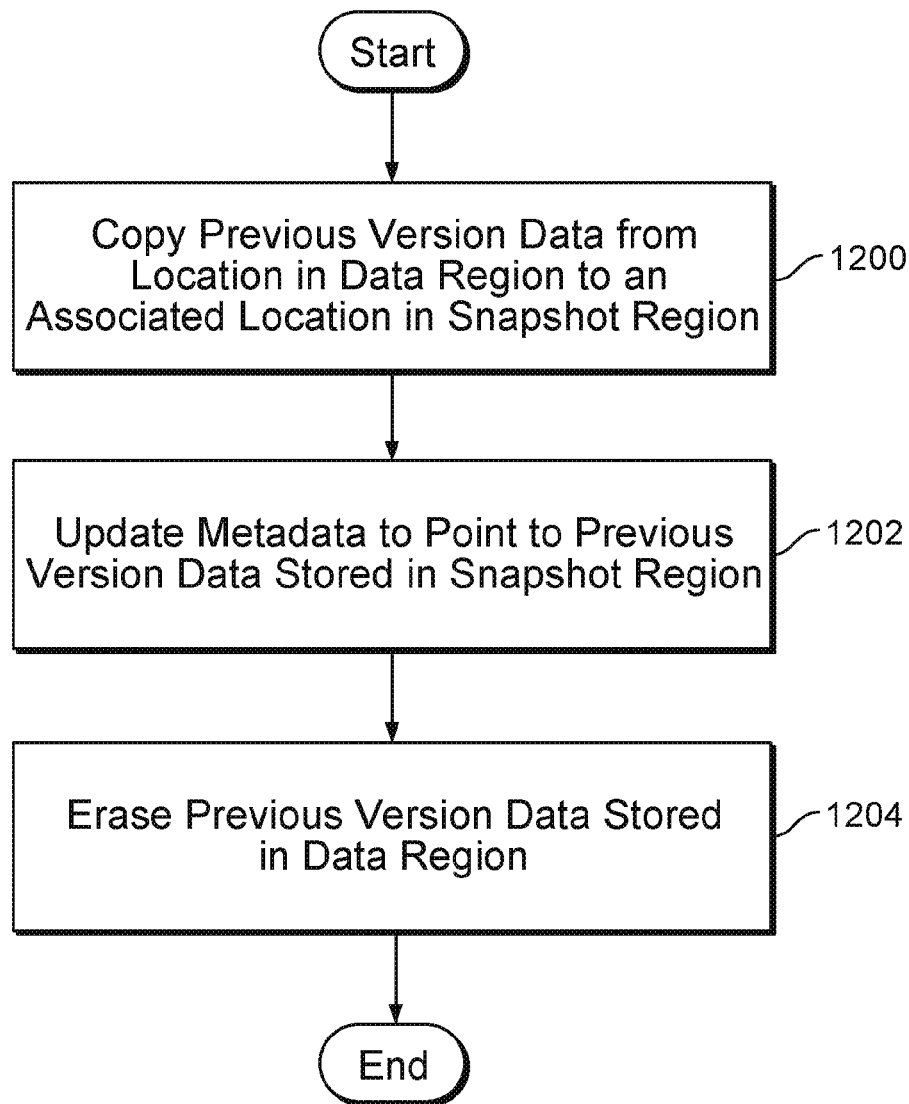 Start
Copy Previous Version Data from
Location in Data Region to an
Associated Location in Snapshot Region
1200
Update Metadata to Point to Previous
Version Data Stored in Snapshot Region
1202
Erase Previous Version Data Stored
in Data Region
1204
End